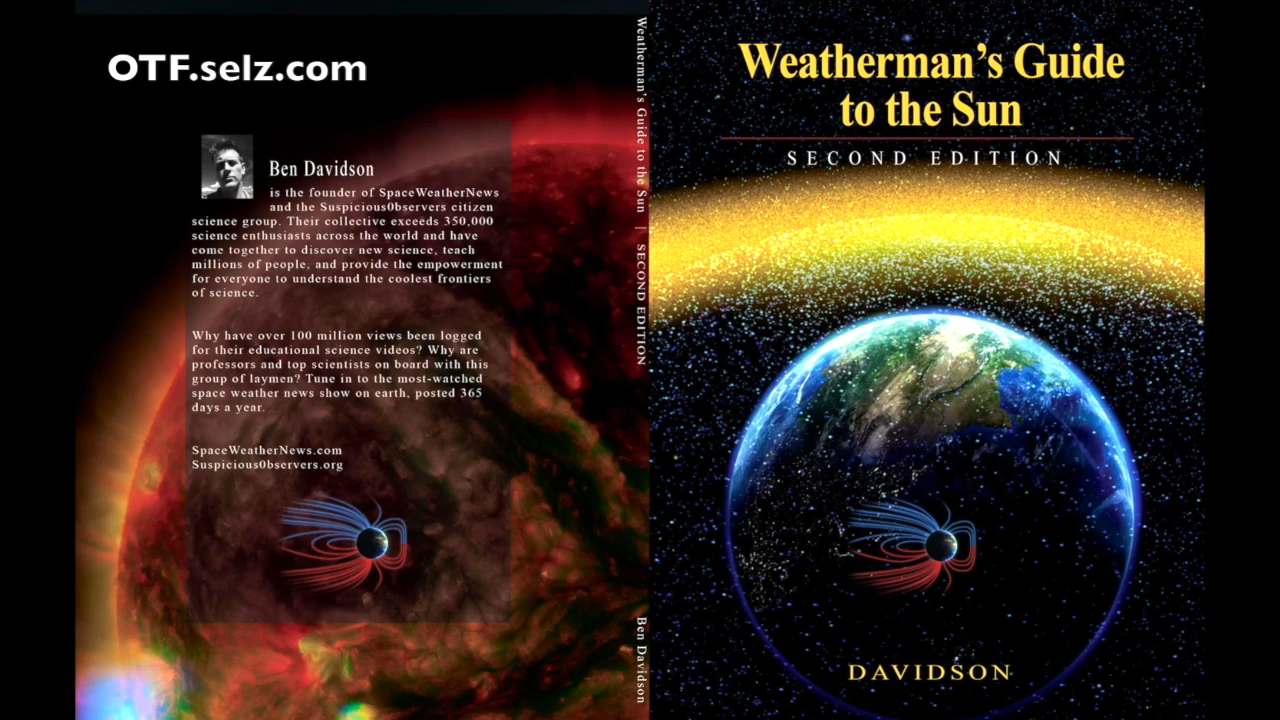 OTF.selz.com
Ben Davidson
is the founder of SpaceWeatherNews
and the Suspicious0bservers citizen
science group. Their collective exceeds 350,000
science enthusiasts across the world and have
come together to discover new science, teach
millions of people, and provide the empowerment
for everyone to understand the coolest frontiers
of science.
Why have over 100 million views been logged
for their educational science videos? Why are
professors and top scientists on board with this
group of laymen? Tune in to the most-watched
space weather news show on earth, posted 365
days a year.
SpaceWeatherNews.com
Suspicious0bservers.org
Weatherman's Guide to the Sun | SECOND EDITION
Ben Davidson
Weatherman's Guide
to the Sun
SECOND EDITION
DAVIDSON